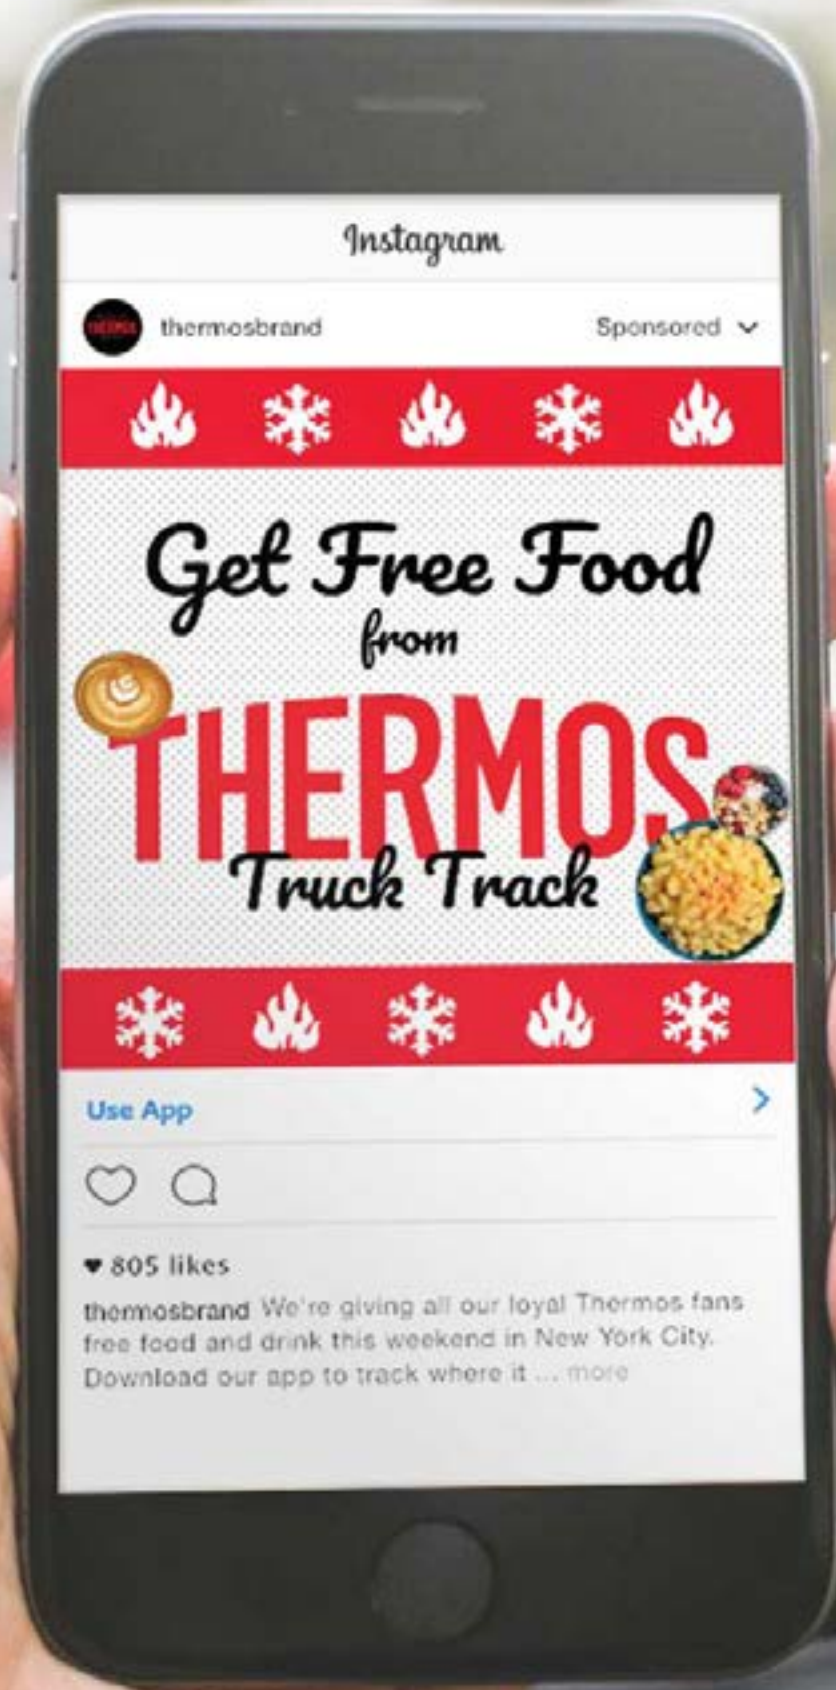 Instagram
THERMOS
thermosbrand Sponsored
Get Free Food
from
THERMOS
Truck Track
Use App
805 likes
thermosbrand We're giving all our loyal Thermos fans
free food and drink this weekend in New York City.
Download our app to track where it ... more